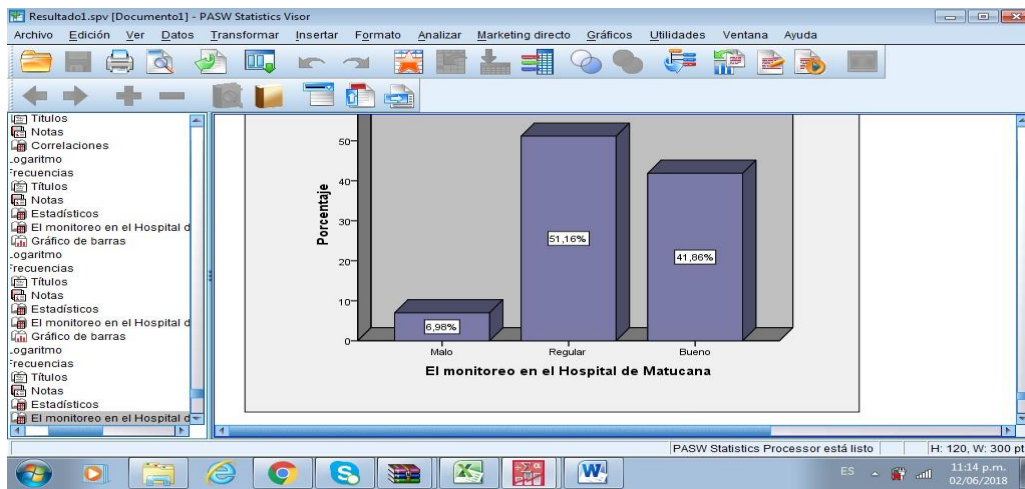 Resultado1.spv [Documento1] - PASW Statistics Visor
Archivo Edición Ver Datos Transformar Insertar Formato Analizar Marketing directo Gráficos Utilidades Ventana Ayuda
Títulos
Notas
Correlaciones
.ogaritmo
recuencias
Títulos
Notas
Estadísticos
El monitoreo en el Hospital d
Gráfico de barras
.ogaritmo
recuencias
Títulos
Notas
Estadísticos
El monitoreo en el Hospital d
Gráfico de barras
.ogaritmo
recuencias
Títulos
Notas
Estadísticos
El monitoreo en el Hospital d
Porcentaje
50
40
30
20
10
0
6,98%
51,16%
41,86%
Malo Regular Bueno
El monitoreo en el Hospital de Matucana
PASW Statistics Processor está listo
H: 120, W: 300 pt
ES
11:14 p.m.
02/06/2018